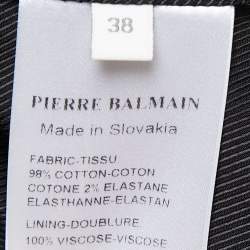 38
PIERRE BALMAIN
Made in Slovakia
FABRIC-TISSU
98% COTTON-COTON
COTONE 2% ELASTANE
ELASTHANNE-ELASTAN
LINING-DOUBLURE
100% VISCOSE-VISCOSE